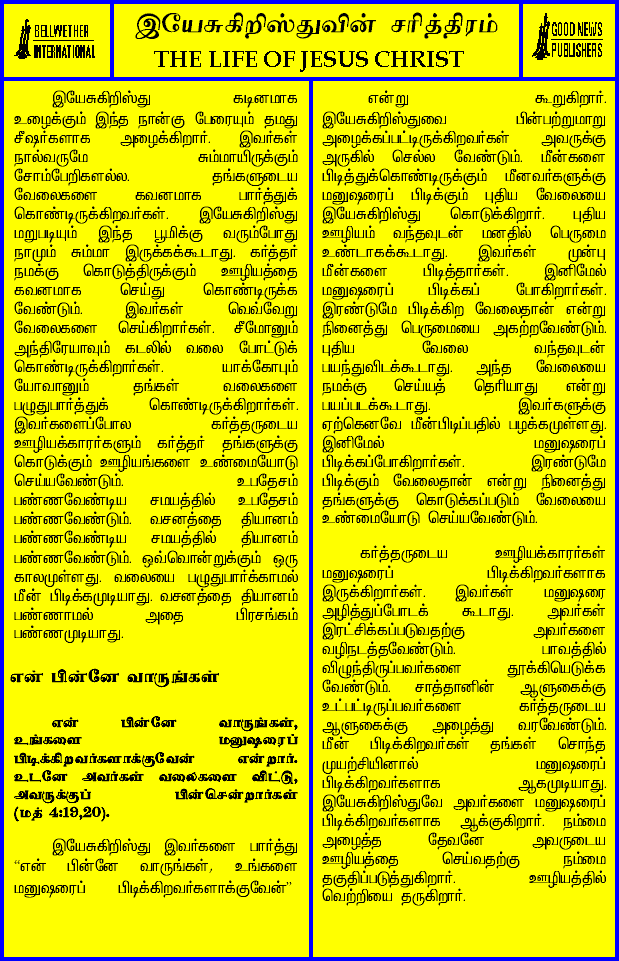 BELLWETHER
INTERNATIONAL
இயேசுகிறிஸ்துவின் சரித்திரம்
THE LIFE OF JESUS CHRIST
GOOD NEWS
PUBLISHERS
இயேசுகிறிஸ்து கடினமாக
உழைக்கும் இந்த நான்கு பேரையும் தமது
சீஷர்களாக அழைக்கிறார். இவர்கள்
நால்வருமே சும்மாயிருக்கும்
சோம்பேறிகளல்ல. தங்களுடைய
வேலைகளை கவனமாக பார்த்துக்
கொண்டிருக்கிறவர்கள். இயேசுகிறிஸ்து
மறுபடியும் இந்த பூமிக்கு வரும்போது
நாமும் சும்மா இருக்கக்கூடாது. கர்த்தர்
நமக்கு கொடுத்திருக்கும் ஊழியத்தை
கவனமாக செய்து கொண்டிருக்க
வேண்டும். இவர்கள் வெவ்வேறு
வேலைகளை செய்கிறார்கள். சீமோனும்
அந்திரேயாவும் கடலில் வலை போட்டுக்
கொண்டிருக்கிறார்கள். யாக்கோபும்
யோவானும் தங்கள் வலைகளை
பழுதுபார்த்துக் கொண்டிருக்கிறார்கள்.
இவர்களைப்போல கர்த்தருடைய
ஊழியக்காரர்களும் கர்த்தர் தங்களுக்கு
கொடுக்கும் ஊழியங்களை உண்மையோடு
செய்யவேண்டும். உபதேசம்
பண்ணவேண்டிய சமயத்தில் உபதேசம்
பண்ணவேண்டும். வசனத்தை தியானம்
பண்ணவேண்டிய சமயத்தில் தியானம்
பண்ணவேண்டும். ஒவ்வொன்றுக்கும் ஒரு
காலமுள்ளது. வலையை பழுதுபார்க்காமல்
மீன் பிடிக்கமுடியாது. வசனத்தை தியானம்
பண்ணாமல் அதை பிரசங்கம்
பண்ணமுடியாது.
என் பின்னே வாருங்கள்
என் பின்னே வாருங்கள்,
உங்களை மனுஷரைப்
பிடிக்கிறவர்களாக்குவேன் என்றார்.
உடனே அவர்கள் வலைகளை விட்டு,
அவருக்குப் பின்சென்றார்கள்
(மத் 4:19,20).
இயேசுகிறிஸ்து இவர்களை பார்த்து
“என் பின்னே வாருங்கள், உங்களை
மனுஷரைப் பிடிக்கிறவர்களாக்குவேன்”
என்று கூறுகிறார்.
இயேசுகிறிஸ்துவை பின்பற்றுமாறு
அழைக்கப்பட்டிருக்கிறவர்கள் அவருக்கு
அருகில் செல்ல வேண்டும். மீன்களை
பிடித்துக்கொண்டிருக்கும் மீனவர்களுக்கு
மனுஷரைப் பிடிக்கும் புதிய வேலையை
இயேசுகிறிஸ்து கொடுக்கிறார். புதிய
ஊழியம் வந்தவுடன் மனதில் பெருமை
உண்டாகக்கூடாது. இவர்கள் முன்பு
மீன்களை பிடித்தார்கள். இனிமேல்
மனுஷரைப் பிடிக்கப் போகிறார்கள்.
இரண்டுமே பிடிக்கிற வேலைதான் என்று
நினைத்து பெருமையை அகற்றவேண்டும்.
புதிய வேலை வந்தவுடன்
பயந்துவிடக்கூடாது. அந்த வேலையை
நமக்கு செய்யத் தெரியாது என்று
பயப்படக்கூடாது. இவர்களுக்கு
ஏற்கெனவே மீன்பிடிப்பதில் பழக்கமுள்ளது.
இனிமேல் மனுஷரைப்
பிடிக்கப்போகிறார்கள். இரண்டுமே
பிடிக்கும் வேலைதான் என்று நினைத்து
தங்களுக்கு கொடுக்கப்படும் வேலையை
உண்மையோடு செய்யவேண்டும்.
கர்த்தருடைய ஊழியக்காரர்கள்
மனுஷரைப் பிடிக்கிறவர்களாக
இருக்கிறார்கள். இவர்கள் மனுஷரை
அழித்துப்போடக் கூடாது. அவர்கள்
இரட்சிக்கப்படுவதற்கு அவர்களை
வழிநடத்தவேண்டும். பாவத்தில்
விழுந்திருப்பவர்களை தூக்கியெடுக்க
வேண்டும். சாத்தானின் ஆளுகைக்கு
உட்பட்டிருப்பவர்களை கர்த்தருடைய
ஆளுகைக்கு அழைத்து வரவேண்டும்.
மீன் பிடிக்கிறவர்கள் தங்கள் சொந்த
முயற்சியினால் மனுஷரைப்
பிடிக்கிறவர்களாக ஆகமுடியாது.
இயேசுகிறிஸ்துவே அவர்களை மனுஷரைப்
பிடிக்கிறவர்களாக ஆக்குகிறார். நம்மை
அழைத்த தேவனே அவருடைய
ஊழியத்தை செய்வதற்கு நம்மை
தகுதிப்படுத்துகிறார். ஊழியத்தில்
வெற்றியை தருகிறார்.